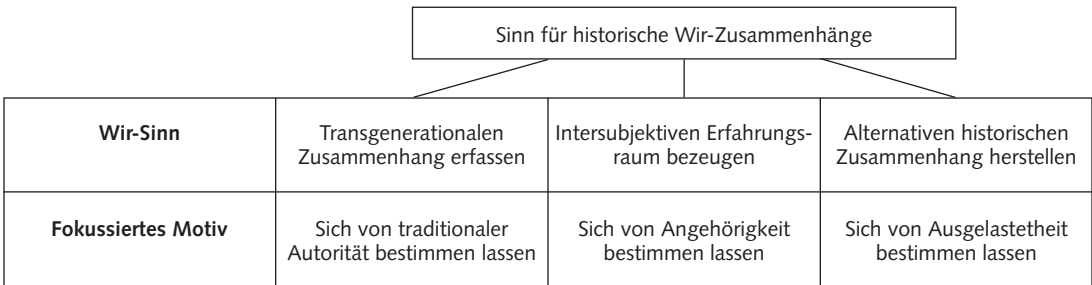 Sinn für historische Wir-Zusammenhänge
Wir-Sinn
Transgenerationalen
Zusammenhang erfassen
Intersubjektiven Erfahrungs-
raum bezeugen
Alternativen historischen
Zusammenhang herstellen
Fokussiertes Motiv
Sich von traditionaler
Autorität bestimmen lassen
Sich von Angehörigkeit
bestimmen lassen
Sich von Ausgelastetheit
bestimmen lassen